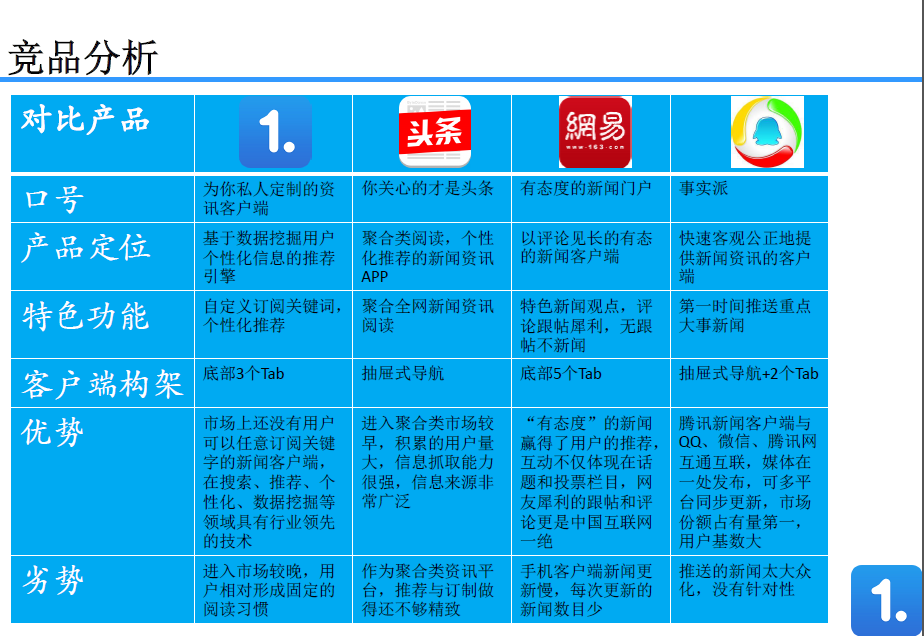 竞品分析
对比产品
1.
头条
網易
www·163·com
口号
为你私人定制的资
讯客户端
你关心的才是头条
有态度的新闻门户
事实派
产品定位
基于数据挖掘用户
个性化信息的推荐
引擎
聚合类阅读，个性
化推荐的新闻资讯
APP
以评论见长的有态
的新闻客户端
快速客观公正地提
供新闻资讯的客户
端
特色功能
自定义订阅关键词，
个性化推荐
聚合全网新闻资讯
阅读
特色新闻观点，评
论跟帖犀利，无跟
帖不新闻
第一时间推送重点
大事新闻
客户端构架
底部3个Tab
抽屉式导航
底部5个Tab
抽屉式导航+2个Tab
优势
市场上还没有用户
可以任意订阅关键
字的新闻客户端，
在搜索、推荐、个
性化、数据挖掘等
领域具有行业领先
的技术
进入聚合类市场较
早，积累的用户量
大，信息抓取能力
很强，信息来源非
常广泛
“有态度”的新闻
赢得了用户的推荐，
互动不仅体现在话
题和投票栏目，网
友犀利的跟帖和评
论更是中国互联网
一绝
腾讯新闻客户端与
QQ、微信、腾讯网
互通互联，媒体在
一处发布，可多平
台同步更新，市场
份额占有量第一，
用户基数大
劣势
进入市场较晚，用
户相对形成固定的
阅读习惯
作为聚合类资讯平
台，推荐与订制做
得还不够精致
手机客户端新闻更
新慢，每次更新的
新闻数目少
推送的新闻太大众
化，没有针对性
1.